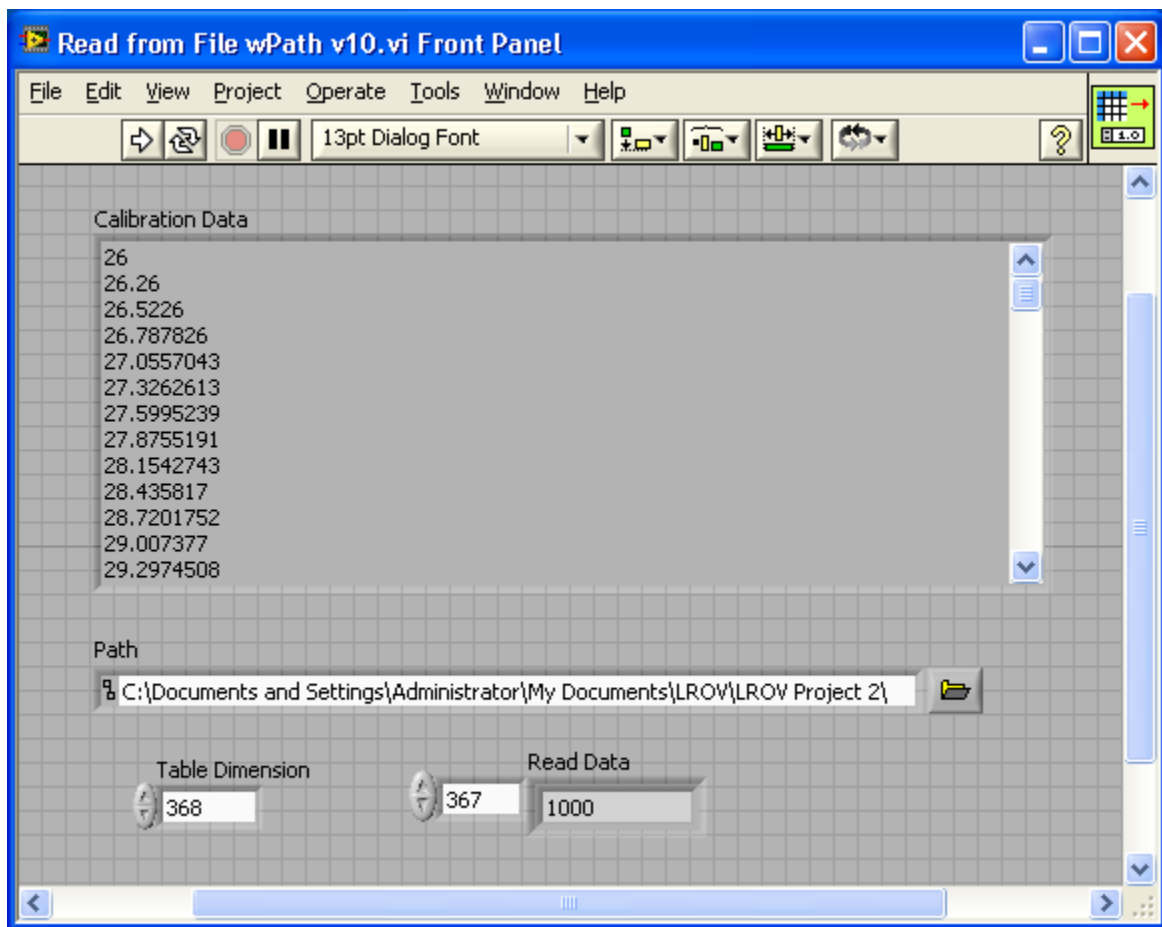 Read from File wPath v10.vi Front Panel
File Edit View Project Operate Tools Window Help
13pt Dialog Font
?
1.0
Calibration Data
26
26.26
26.5226
26.787826
27.0557043
27.3262613
27.5995239
27.8755191
28.1542743
28.435817
28.7201752
29.007377
29.2974508
Path
C:\Documents and Settings\Administrator\My Documents\LROV\LROV Project 2\
Table Dimension
368
Read Data
367
1000